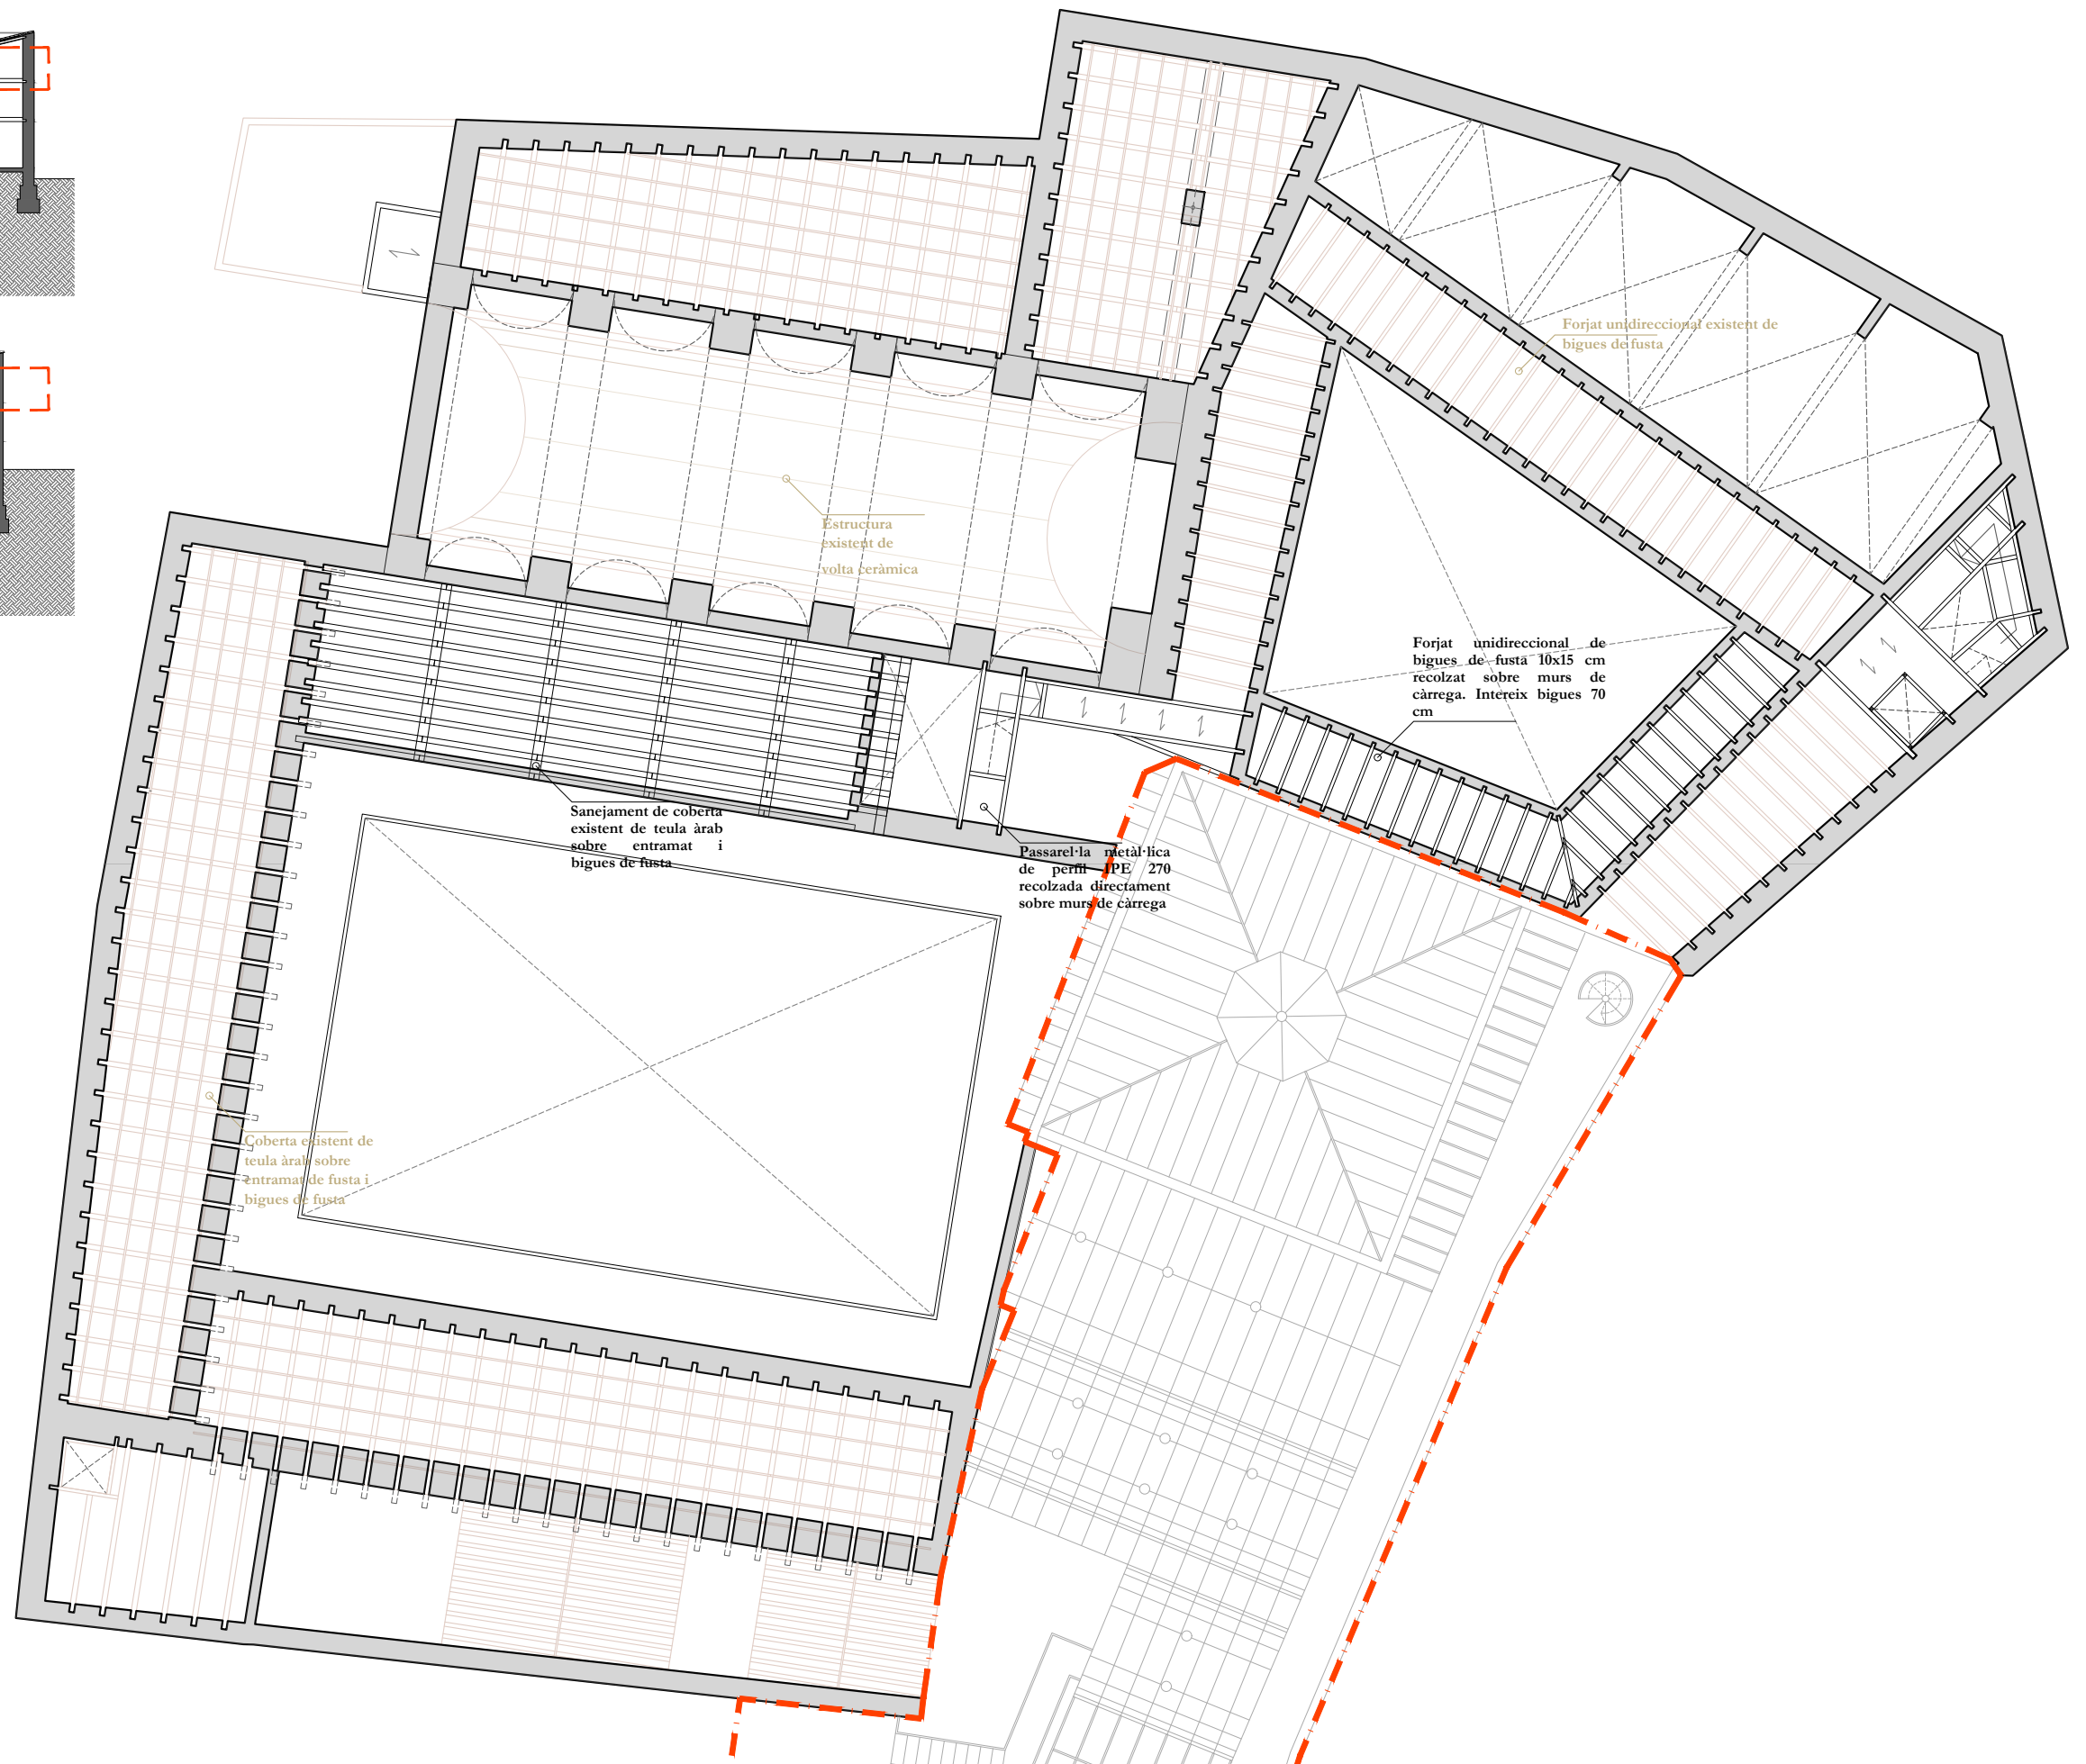 Forjat unidireccional existent de
bigues de fusta
Estructura
existent de
volta ceràmica
Forjat unidireccional de
bigues de fusta 10x15 cm
recolzat sobre murs de
càrrega. Intereix bigues 70
cm
Sanejament de coberta
existent de teula àrab
sobre entramat i
bigues de fusta
Passarel·la metàl·lica
de perfil IPE 270
recolzada directament
sobre murs de càrrega
Coberta existent de
teula àrab sobre
entramat de fusta i
bigues de fusta